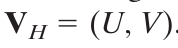 V_H = (U, V).